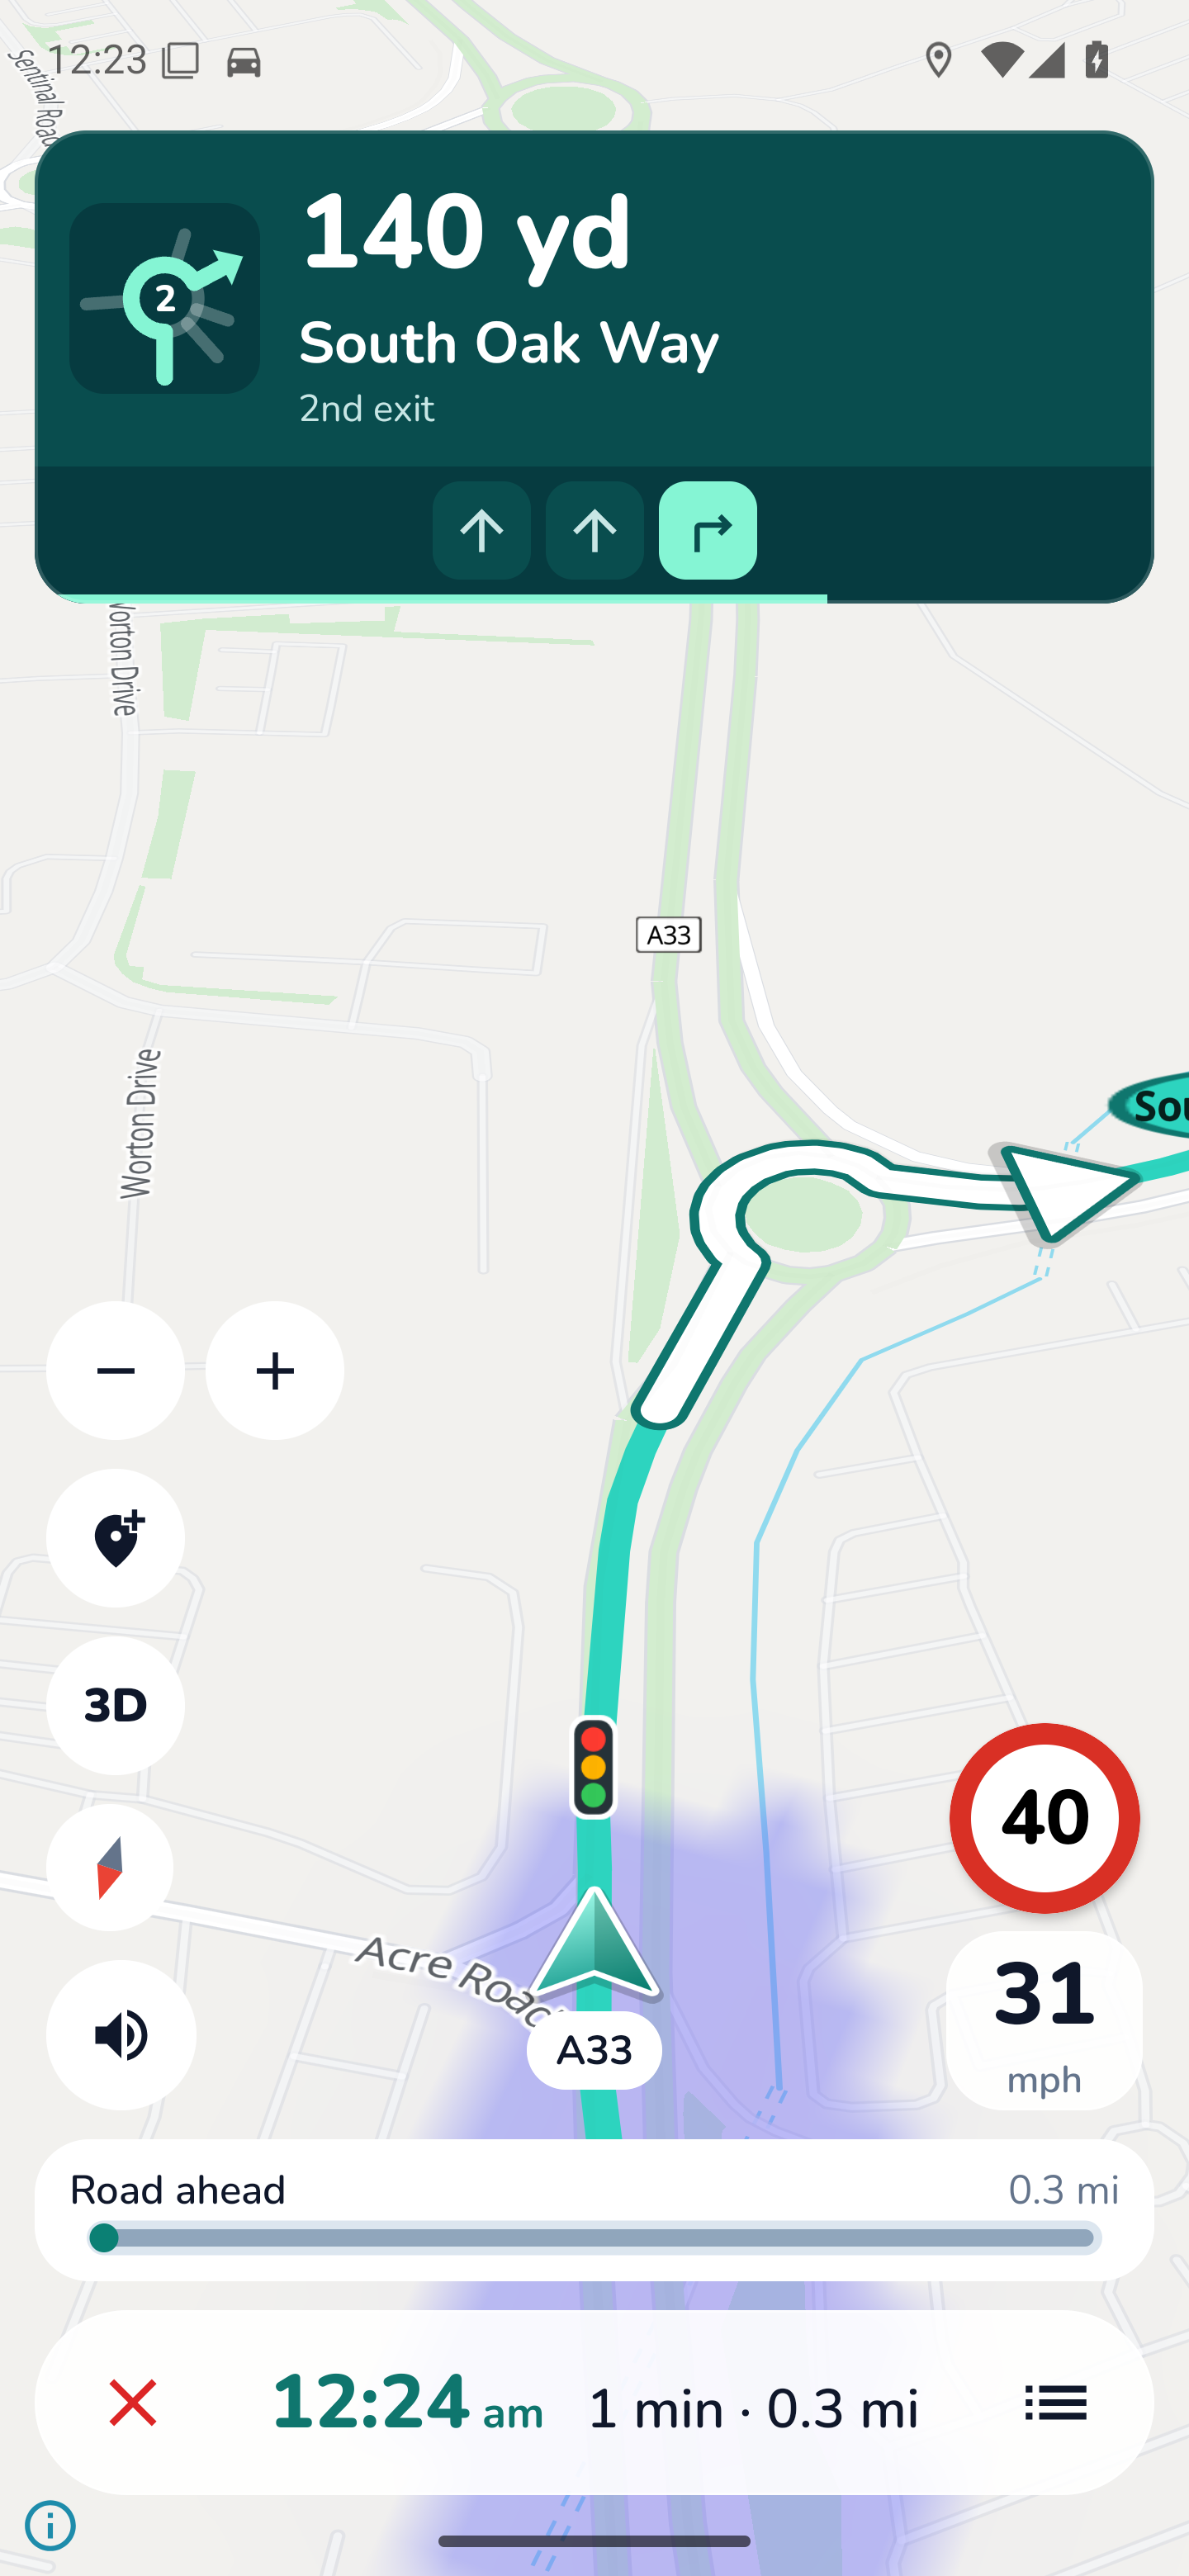 12:23
Sentinal Road
2
140 yd
South Oak Way
2nd exit
Worton Drive
A33
Worton Drive
3D
40
31
mph
Acre Road
A33
Road ahead
0.3 mi
12:24 am
1 min · 0.3 mi